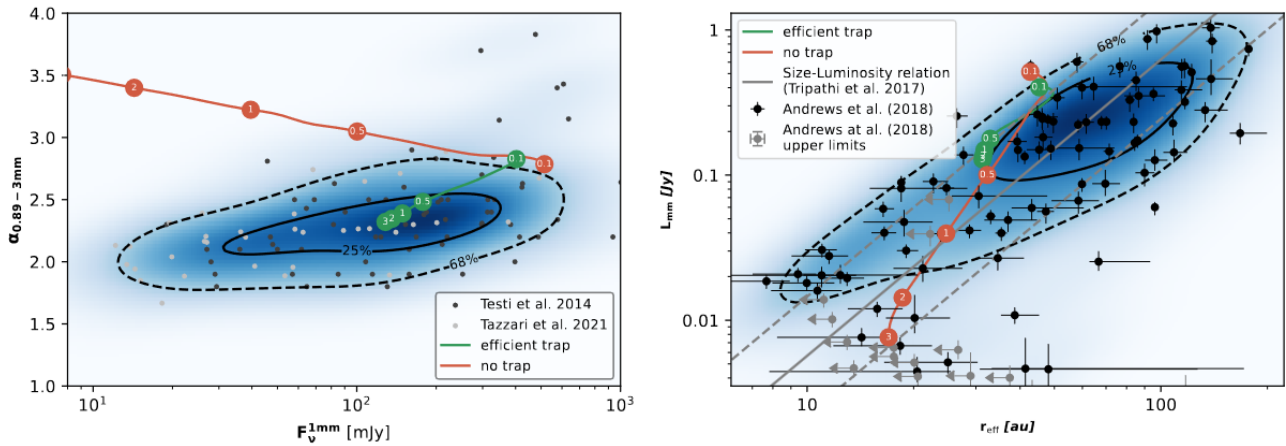 4.0
3.5
3.0
2.5
2.0
1.5
1.0
α0.89−3mm
2
1
0.5
0.1
0.1
0.5
1
2
3
25%
68%
Testi et al. 2014
Tazzari et al. 2021
efficient trap
no trap
10¹
10²
10³
Fν1mm [mJy]
1
0.1
0.01
Lmm [Jy]
efficient trap
no trap
Size-Luminosity relation
(Tripathi et al. 2017)
Andrews et al. (2018)
Andrews at al. (2018)
upper limits
68%
25%
0.1
0.1
0.5
1
3
0.5
1
2
3
10
100
reff [au]